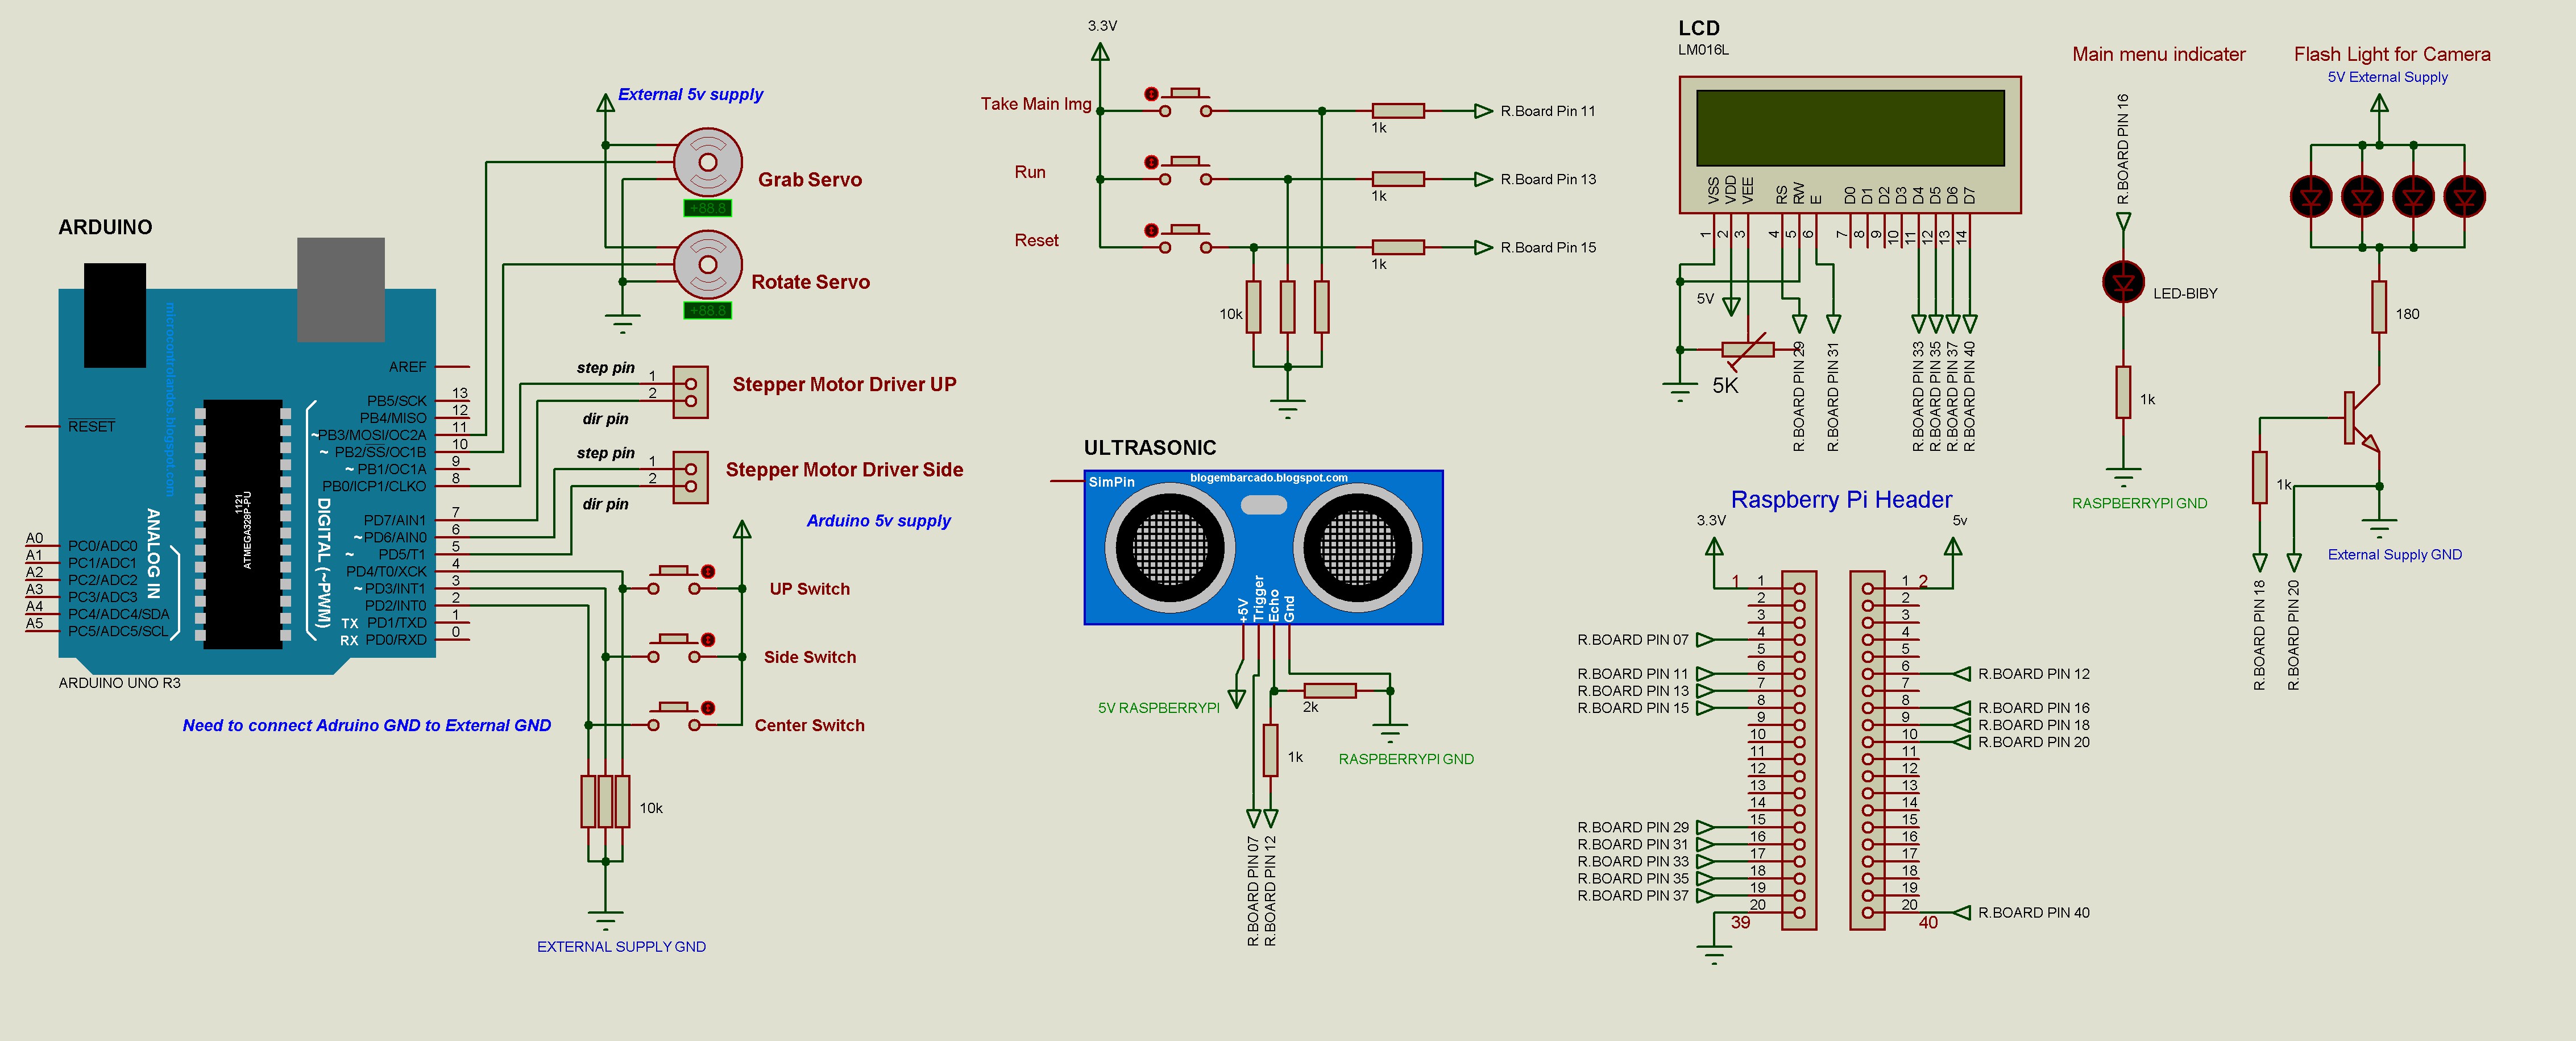 ARDUINO
microcontrolandos.blogspot.com
RESET
AREF
PB5/SCK
PB4/MISO
~PB3/MOSI/OC2A
~ PB2/SS/OC1B
~ PB1/OC1A
PB0/ICP1/CLKO
PD7/AIN1
~ PD6/AIN0
~ PD5/T1
PD4/T0/XCK
~ PD3/INT1
PD2/INT0
TX PD1/TXD
RX PD0/RXD
13
12
11
10
9
8
7
6
5
4
3
2
1
0
DIGITAL (~PWM)
ANALOG IN
1121
ATMEGA328P-PU
A0 PC0/ADC0
A1 PC1/ADC1
A2 PC2/ADC2
A3 PC3/ADC3
A4 PC4/ADC4/SDA
A5 PC5/ADC5/SCL
ARDUINO UNO R3
Need to connect Adruino GND to External GND
External 5v supply
Grab Servo
+88.8
Rotate Servo
+88.8
step pin
1
2
dir pin
Stepper Motor Driver UP
step pin
1
2
dir pin
Stepper Motor Driver Side
Arduino 5v supply
UP Switch
Side Switch
Center Switch
10k
EXTERNAL SUPPLY GND
3.3V
Take Main Img
1k
R.Board Pin 11
Run
1k
R.Board Pin 13
Reset
1k
R.Board Pin 15
10k
ULTRASONIC
SimPin
blogembarcado.blogspot.com
+5V
Trigger
Echo
Gnd
5V RASPBERRYPI
2k
1k
RASPBERRYPI GND
R.BOARD PIN 07
R.BOARD PIN 12
LCD
LM016L
VSS
VDD
VEE
RS
RW
E
D0
D1
D2
D3
D4
D5
D6
D7
1
2
3
4
5
6
7
8
9
10
11
12
13
14
5V
5K
R.BOARD PIN 29
R.BOARD PIN 31
R.BOARD PIN 33
R.BOARD PIN 35
R.BOARD PIN 37
R.BOARD PIN 40
Raspberry Pi Header
3.3V
5v
1
1
2
3
4
5
6
7
8
9
10
11
12
13
14
15
16
17
18
19
20
39
R.BOARD PIN 07
R.BOARD PIN 11
R.BOARD PIN 13
R.BOARD PIN 15
R.BOARD PIN 29
R.BOARD PIN 31
R.BOARD PIN 33
R.BOARD PIN 35
R.BOARD PIN 37
1
2
2
3
4
5
6
7
8
9
10
11
12
13
14
15
16
17
18
19
20
40
R.BOARD PIN 12
R.BOARD PIN 16
R.BOARD PIN 18
R.BOARD PIN 20
R.BOARD PIN 40
Main menu indicater
R.BOARD PIN 16
LED-BIBY
1k
RASPBERRYPI GND
Flash Light for Camera
5V External Supply
180
1k
External Supply GND
R.BOARD PIN 18
R.BOARD PIN 20